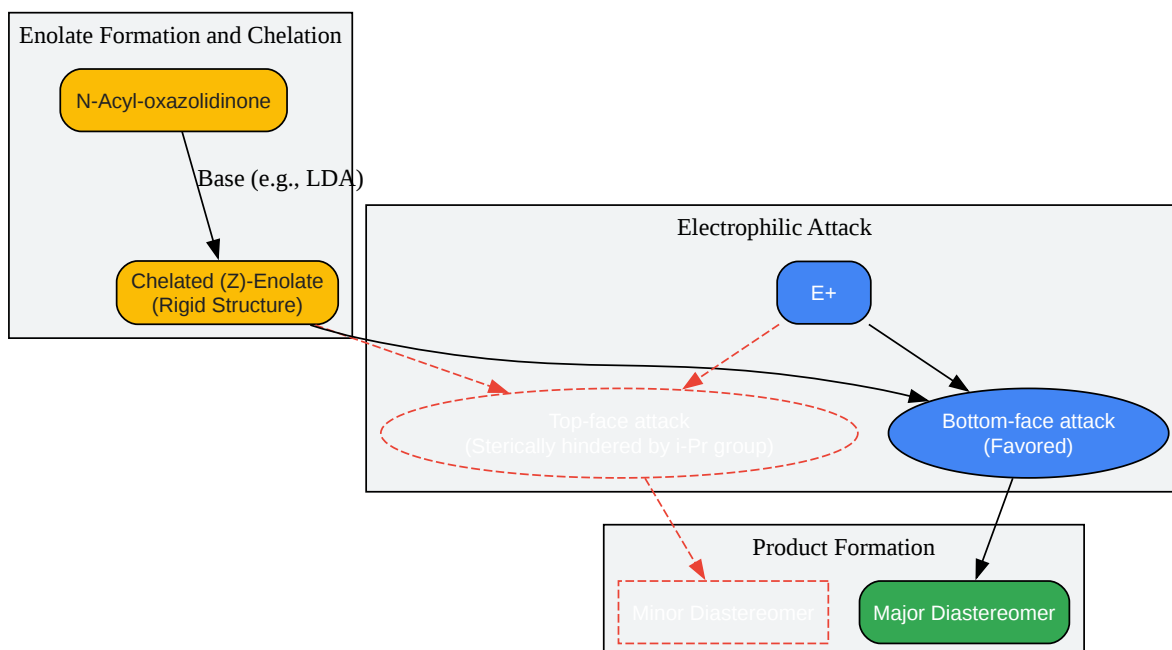 Enolate Formation and Chelation
N-Acyl-oxazolidinone
Base (e.g., LDA)
Chelated (Z)-Enolate
(Rigid Structure)
Electrophilic Attack
E+
Top-face attack
(Sterically hindered by i-Pr group)
Bottom-face attack
(Favored)
Product Formation
Minor Diastereomer
Major Diastereomer